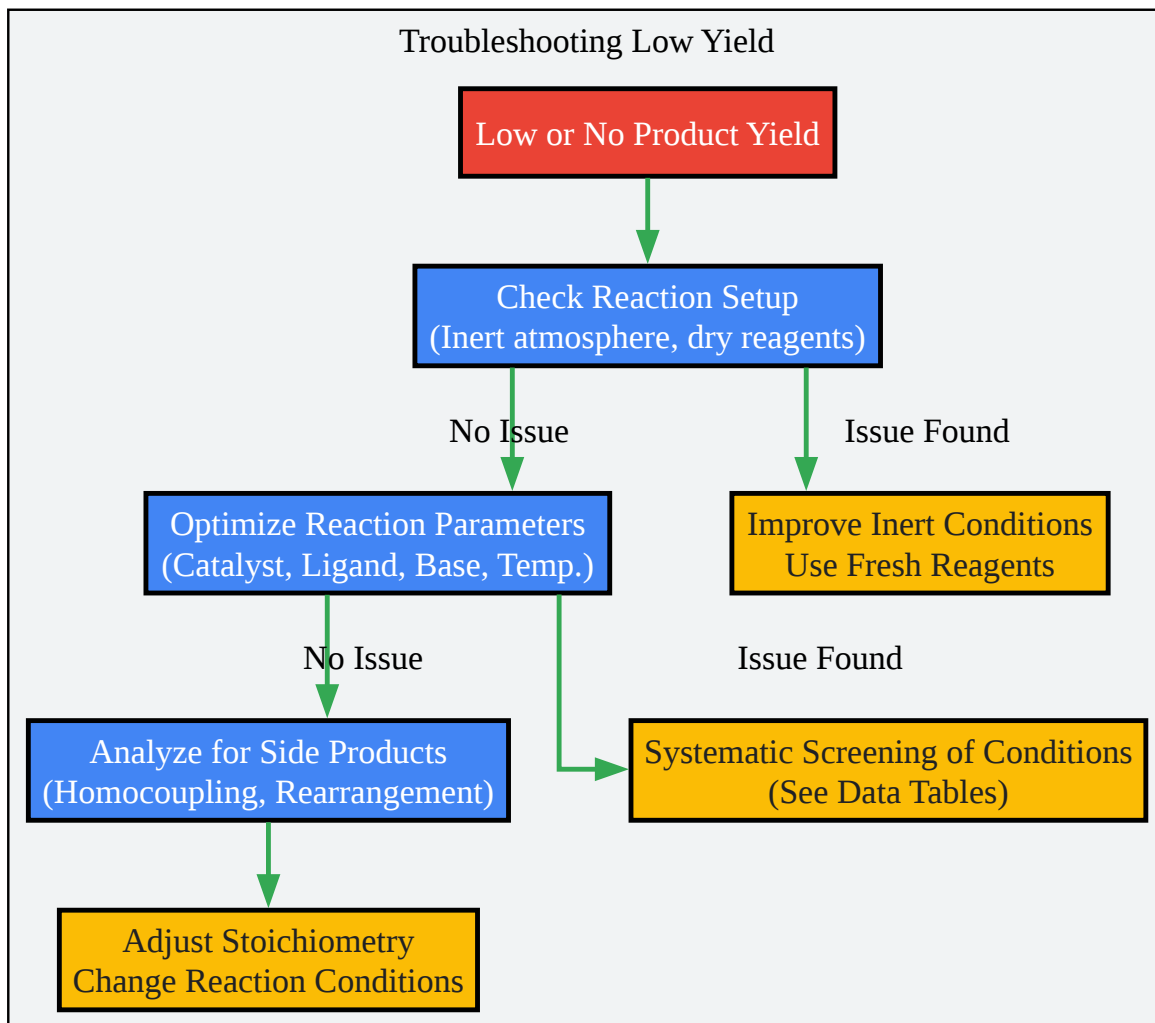 Troubleshooting Low Yield
Low or No Product Yield
Check Reaction Setup
(Inert atmosphere, dry reagents)
No Issue
Issue Found
Optimize Reaction Parameters
(Catalyst, Ligand, Base, Temp.)
Improve Inert Conditions
Use Fresh Reagents
No Issue
Issue Found
Analyze for Side Products
(Homocoupling, Rearrangement)
Systematic Screening of Conditions
(See Data Tables)
Adjust Stoichiometry
Change Reaction Conditions